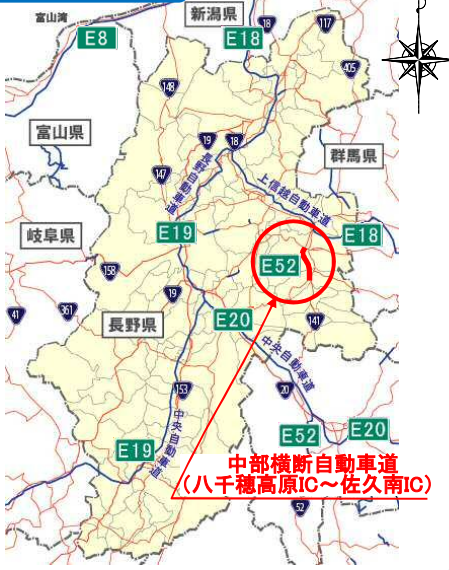 富山湾
新潟県
117
E8
E18
405
148
富山県
19
18
長野自動車道
群馬県
147
上信越自動車道
岐阜県
E19
E18
158
E52
19
41
361
長野県
E20
141
中央自動車道
153
20
中央自動車道
E19
E52
E20
中部横断自動車道
(八千穂高原IC～佐久南IC)
52